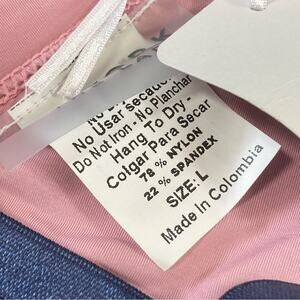 No Usar Secado
Do Not Iron - No Planchar
Hang To Dry -
Colgar Para Secar
78 % NYLON
22 % SPANDEX
SIZE: L
Made In Colombia